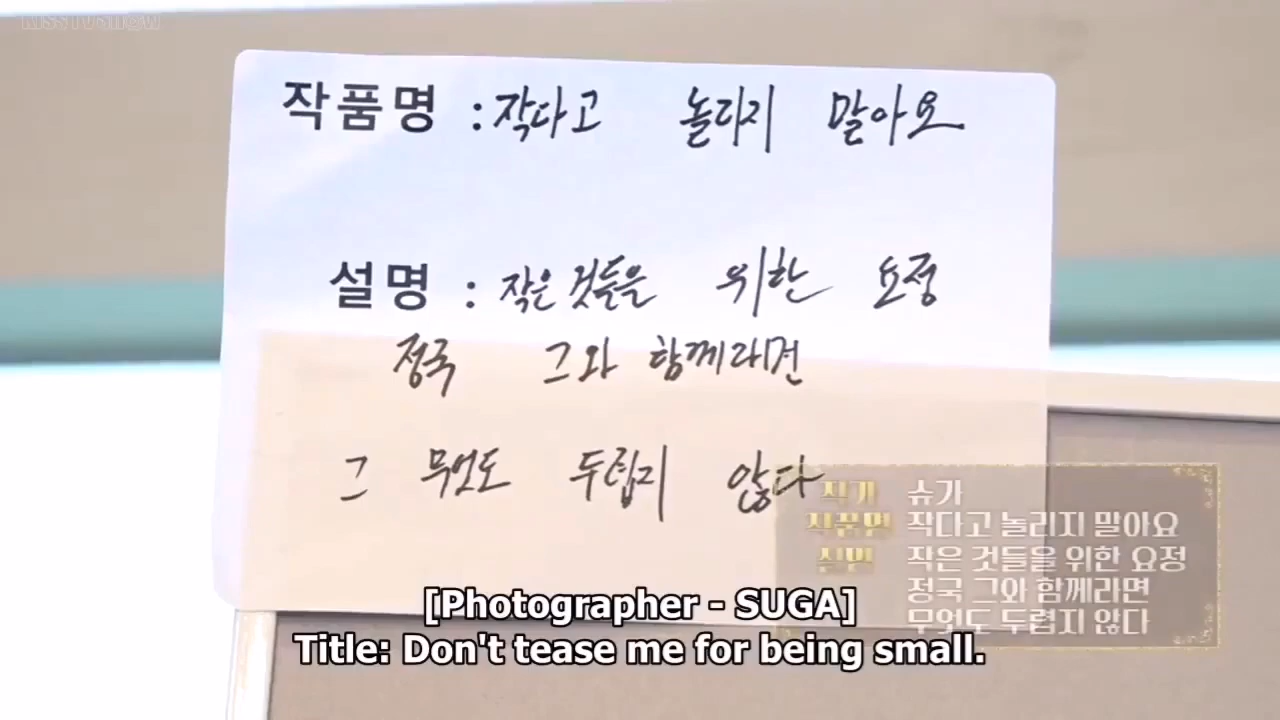 KissTvShow
작품명 : 작다고 놀리지 말아요
설명 : 작은 것들을 위한 요정
정국 그와 함께라면
그 무엇도 두렵지 않다
작가 슈가
작품명 작다고 놀리지 말아요
설명 작은 것들을 위한 요정
정국 그와 함께라면
무엇도 두렵지 않다
[Photographer - SUGA]
Title: Don't tease me for being small.